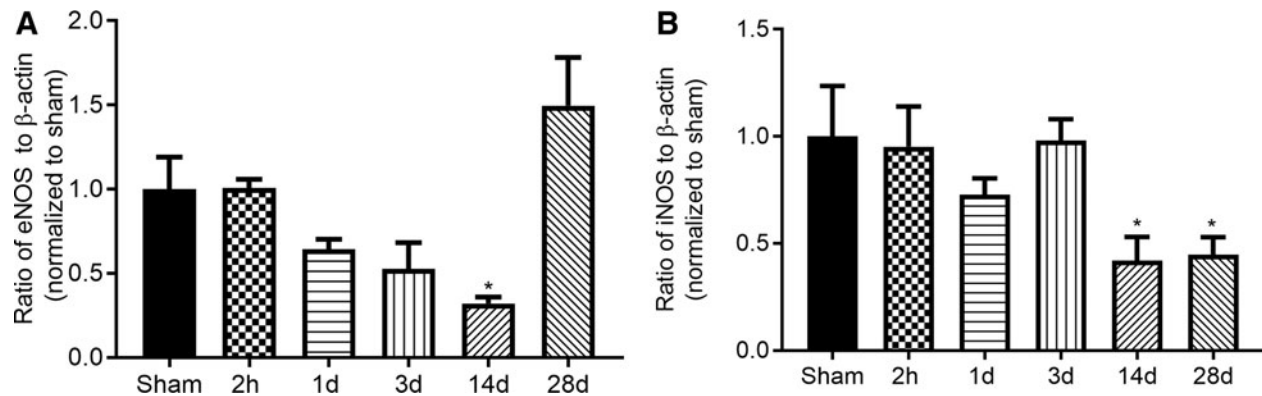 A
Ratio of eNOS to β-actin
(normalized to sham)
2.0
1.5
1.0
0.5
0.0
*
Sham 2h 1d 3d 14d 28d
B
Ratio of iNOS to β-actin
(normalized to sham)
1.5
1.0
0.5
0.0
* *
Sham 2h 1d 3d 14d 28d